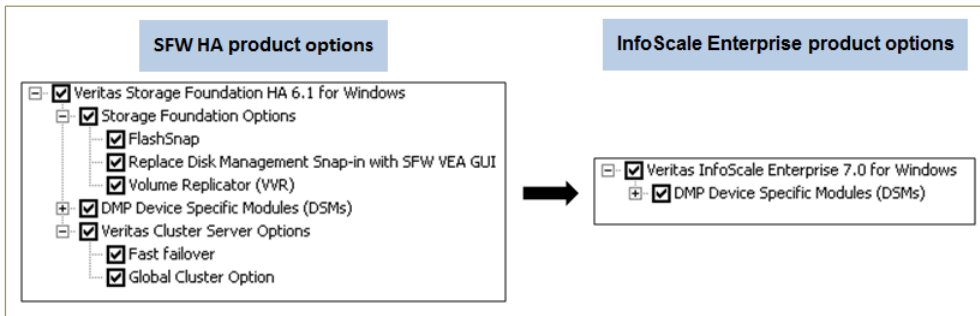 SFW HA product options
Veritas Storage Foundation HA 6.1 for Windows
Storage Foundation Options
FlashSnap
Replace Disk Management Snap-in with SFW VEA GUI
Volume Replicator (VVR)
DMP Device Specific Modules (DSMs)
Veritas Cluster Server Options
Fast failover
Global Cluster Option
InfoScale Enterprise product options
Veritas InfoScale Enterprise 7.0 for Windows
DMP Device Specific Modules (DSMs)